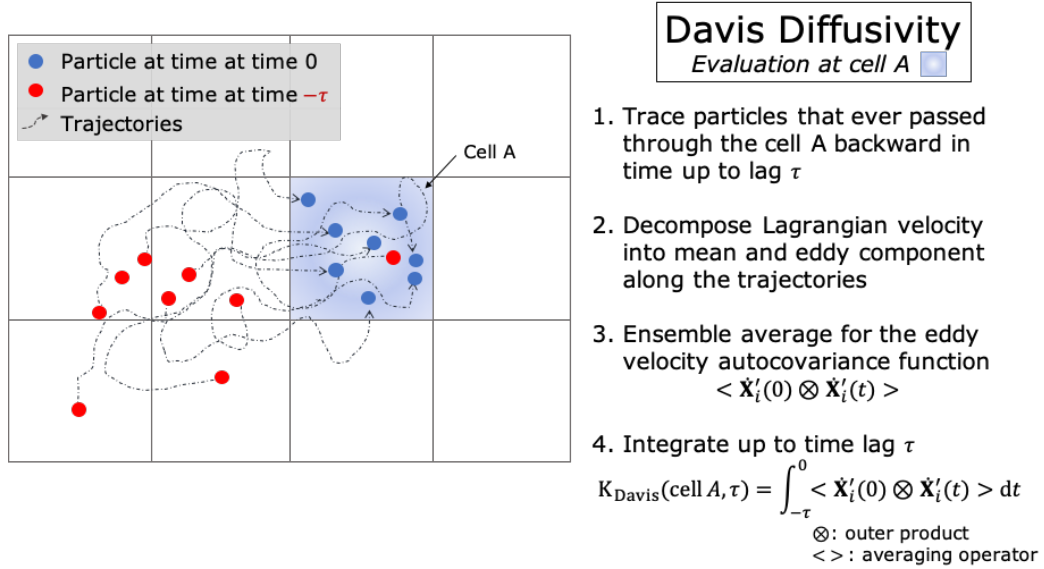 Particle at time at time 0
Particle at time at time −τ
Trajectories
Cell A
Davis Diffusivity
Evaluation at cell A
1. Trace particles that ever passed
through the cell A backward in
time up to lag τ
2. Decompose Lagrangian velocity
into mean and eddy component
along the trajectories
3. Ensemble average for the eddy
velocity autocovariance function
< Ẋ′ᵢ(0) ⊗ Ẋ′ᵢ(t) >
4. Integrate up to time lag τ
K_Davis(cell A, τ) = ∫_{−τ}^{0} < Ẋ′ᵢ(0) ⊗ Ẋ′ᵢ(t) > dt
⊗: outer product
< > : averaging operator